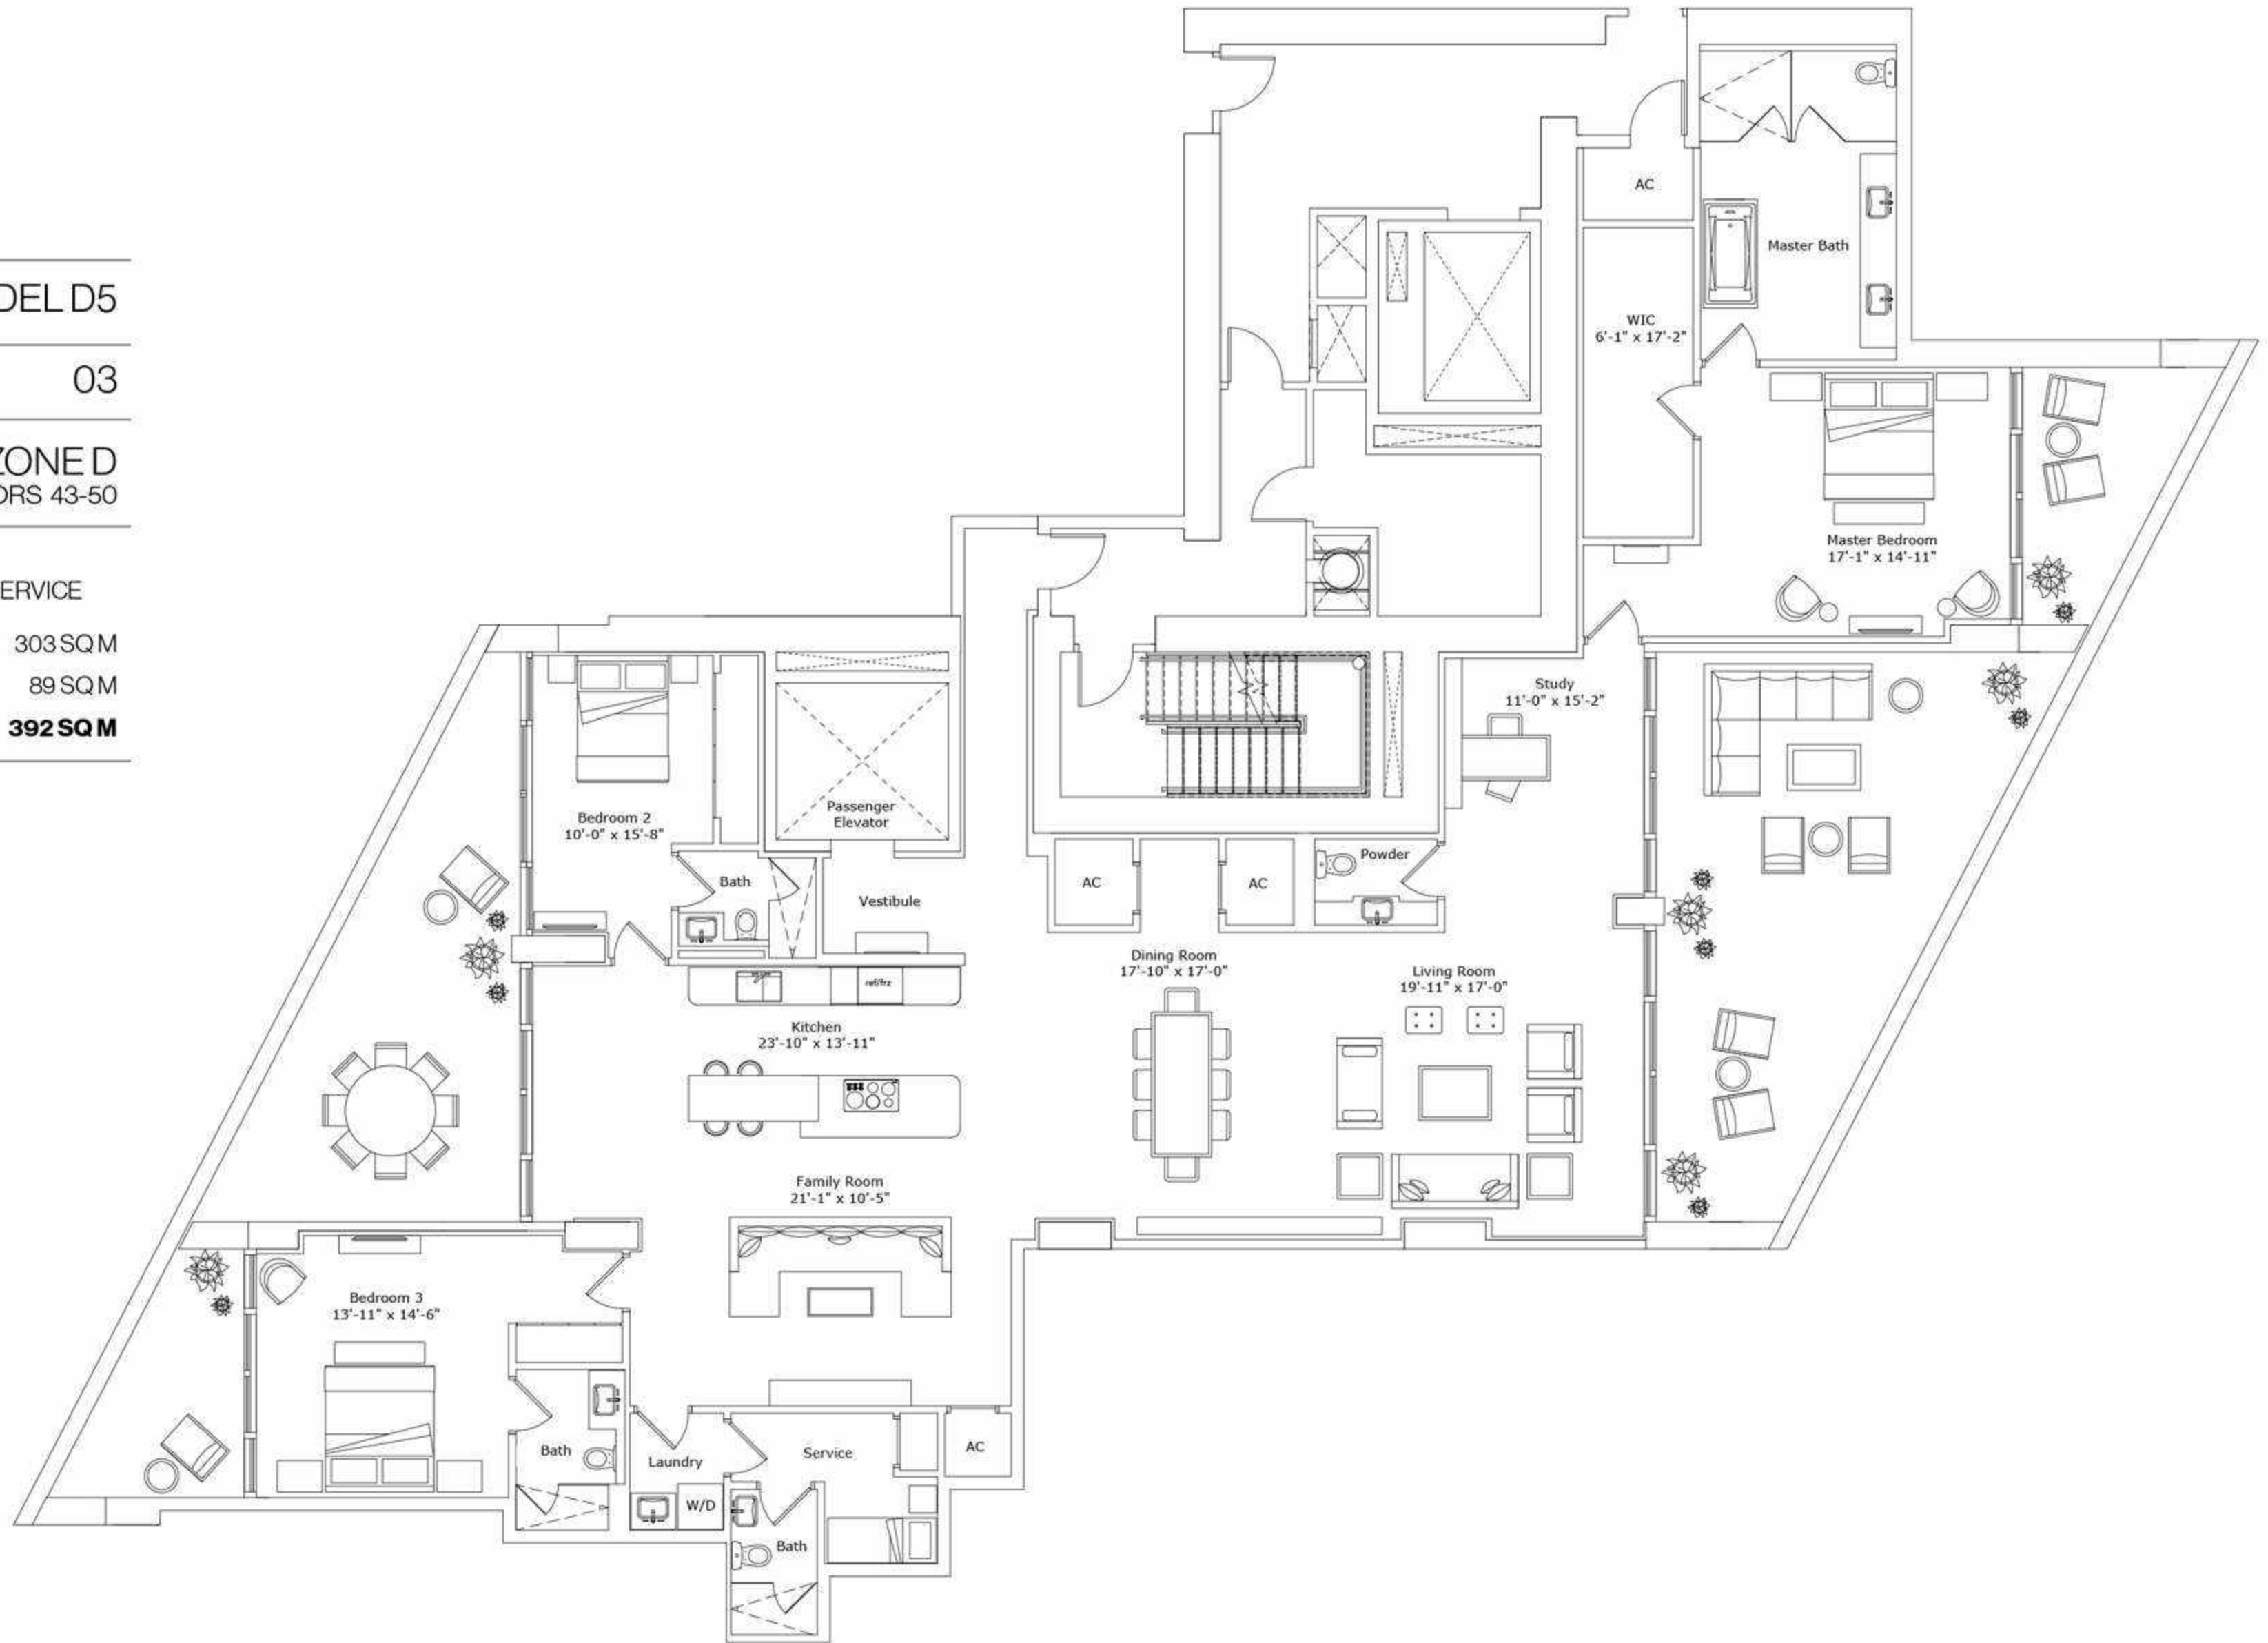 DEL D5
03
ZONE D
ORS 43-50
ERVICE
303 SQ M
89 SQ M
392 SQ M
AC
Master Bath
WIC
6'-1" x 17'-2"
Master Bedroom
17'-1" x 14'-11"
Study
11'-0" x 15'-2"
Passenger
Elevator
Bedroom 2
10'-0" x 15'-8"
Bath
Vestibule
AC
AC
Powder
Dining Room
17'-10" x 17'-0"
Living Room
19'-11" x 17'-0"
ref/frz
Kitchen
23'-10" x 13'-11"
Family Room
21'-1" x 10'-5"
Bedroom 3
13'-11" x 14'-6"
Bath
Laundry
Service
AC
W/D
Bath